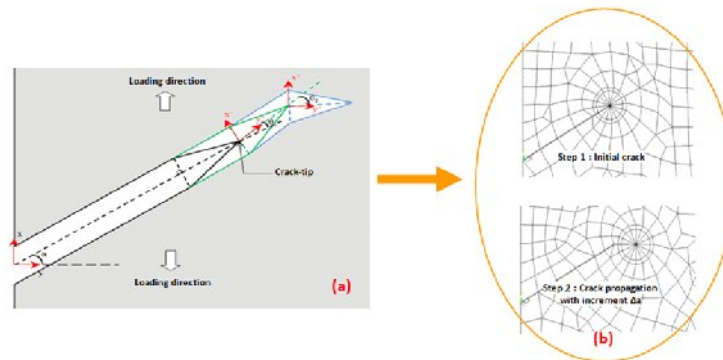 Loading direction
Crack-tip
Loading direction
(a)
Step 1 : Initial crack
Step 2 : Crack propagation
with increment Δa
(b)